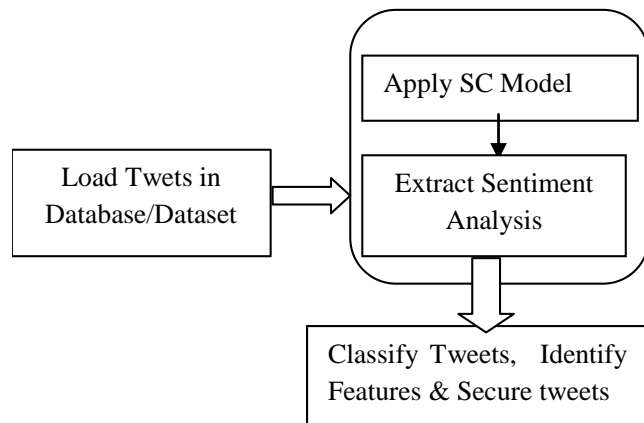 Apply SC Model
Load Twets in
Database/Dataset
Extract Sentiment
Analysis
Classify Tweets, Identify
Features & Secure tweets